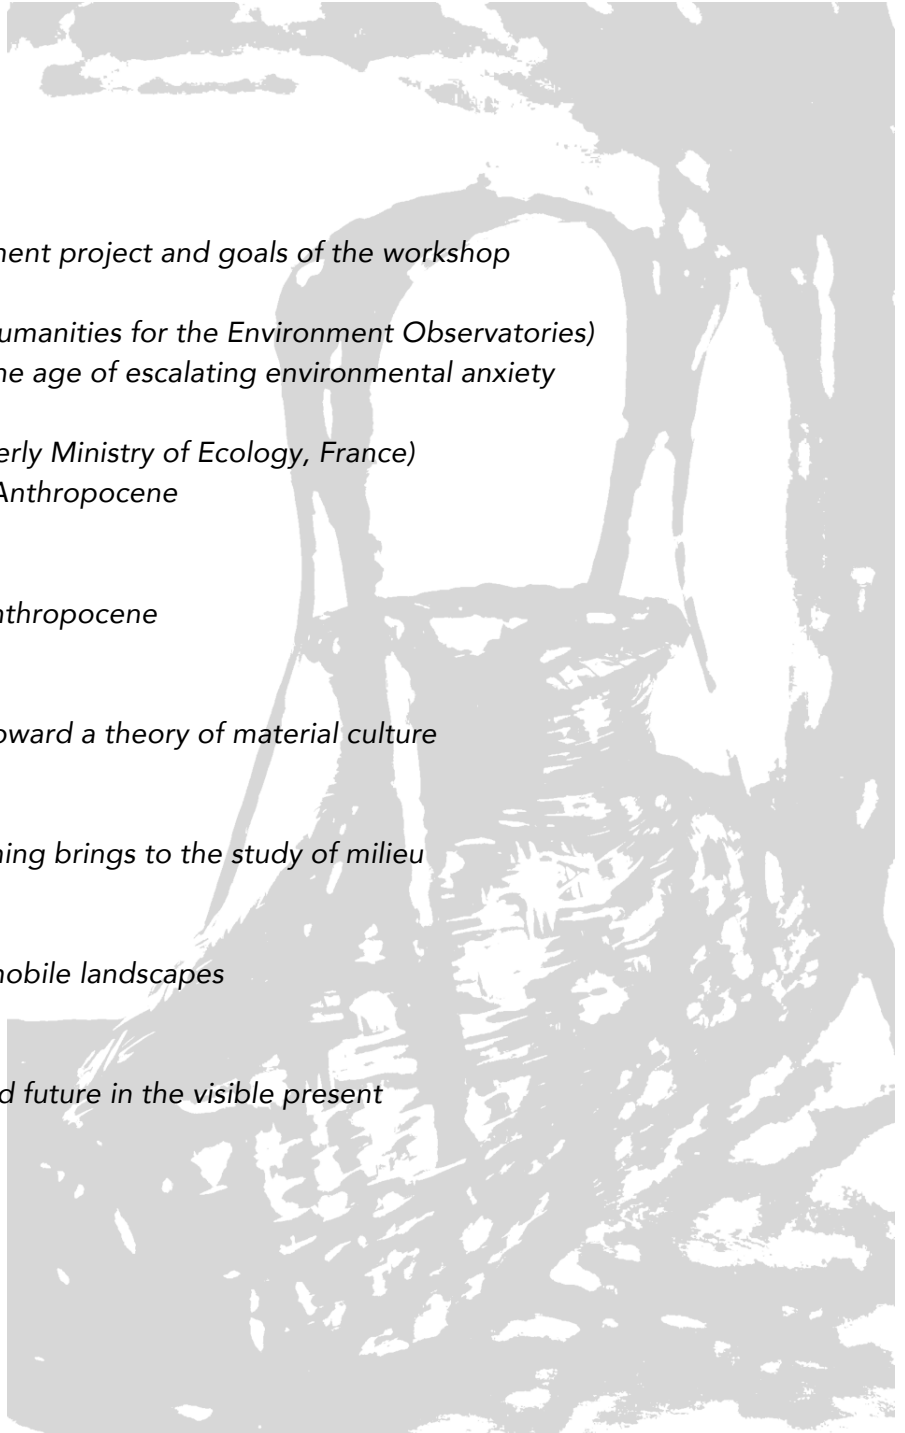 ment project and goals of the workshop
umanities for the Environment Observatories)
he age of escalating environmental anxiety
erly Ministry of Ecology, France)
Anthropocene
nthropocene
oward a theory of material culture
ning brings to the study of milieu
mobile landscapes
d future in the visible present